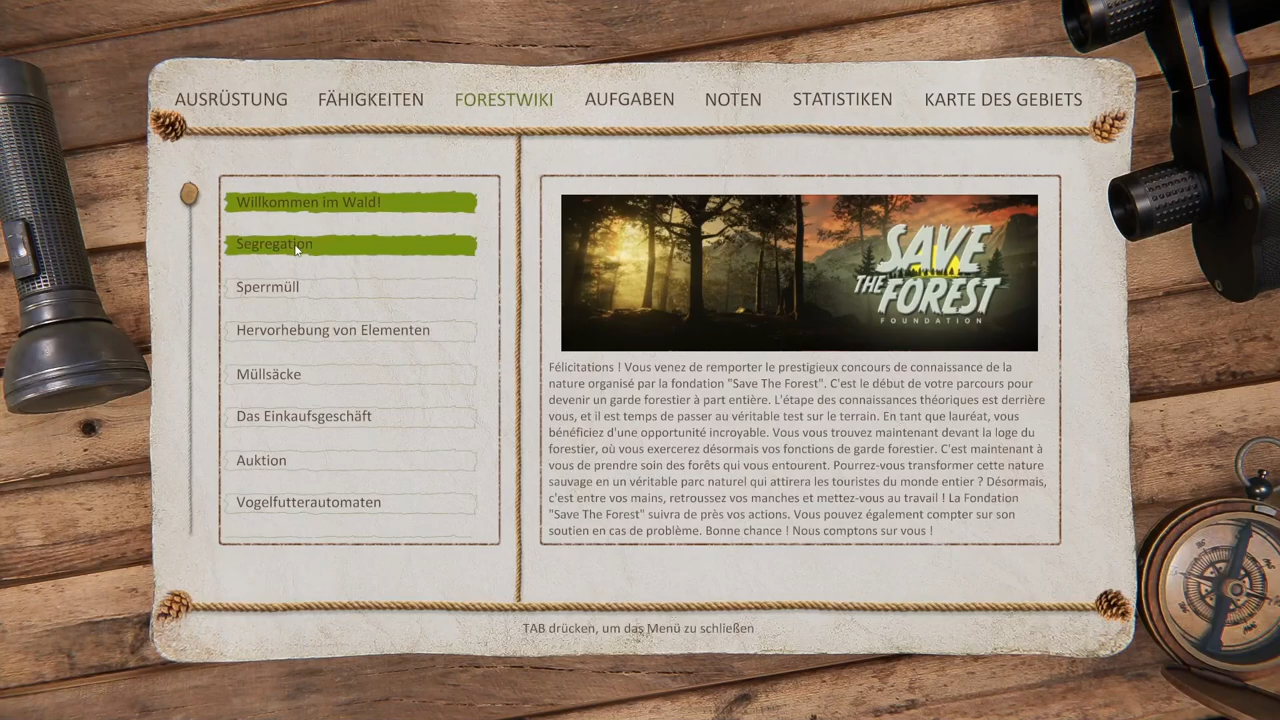 AUSRÜSTUNG FÄHIGKEITEN FORESTWIKI AUFGABEN NOTEN STATISTIKEN KARTE DES GEBIETS
Willkommen im Wald!
Segregation
Sperrmüll
Hervorhebung von Elementen
Müllsäcke
Das Einkaufsgeschäft
Auktion
Vogelfutterautomaten
SAVE
THE FOREST
FOUNDATION
Félicitations ! Vous venez de remporter le prestigieux concours de connaissance de la
nature organisé par la fondation "Save The Forest". C'est le début de votre parcours pour
devenir un garde forestier à part entière. L'étape des connaissances théoriques est derrière
vous, et il est temps de passer au véritable test sur le terrain. En tant que lauréat, vous
bénéficiez d'une opportunité incroyable. Vous vous trouvez maintenant devant la loge du
forestier, où vous exercerez désormais vos fonctions de garde forestier. C'est maintenant à
vous de prendre soin des forêts qui vous entourent. Pourrez-vous transformer cette nature
sauvage en un véritable parc naturel qui attirera les touristes du monde entier ? Désormais,
c'est entre vos mains, retroussez vos manches et mettez-vous au travail ! La Fondation
"Save The Forest" suivra de près vos actions. Vous pouvez également compter sur son
soutien en cas de problème. Bonne chance ! Nous comptons sur vous !
TAB drücken, um das Menü zu schließen